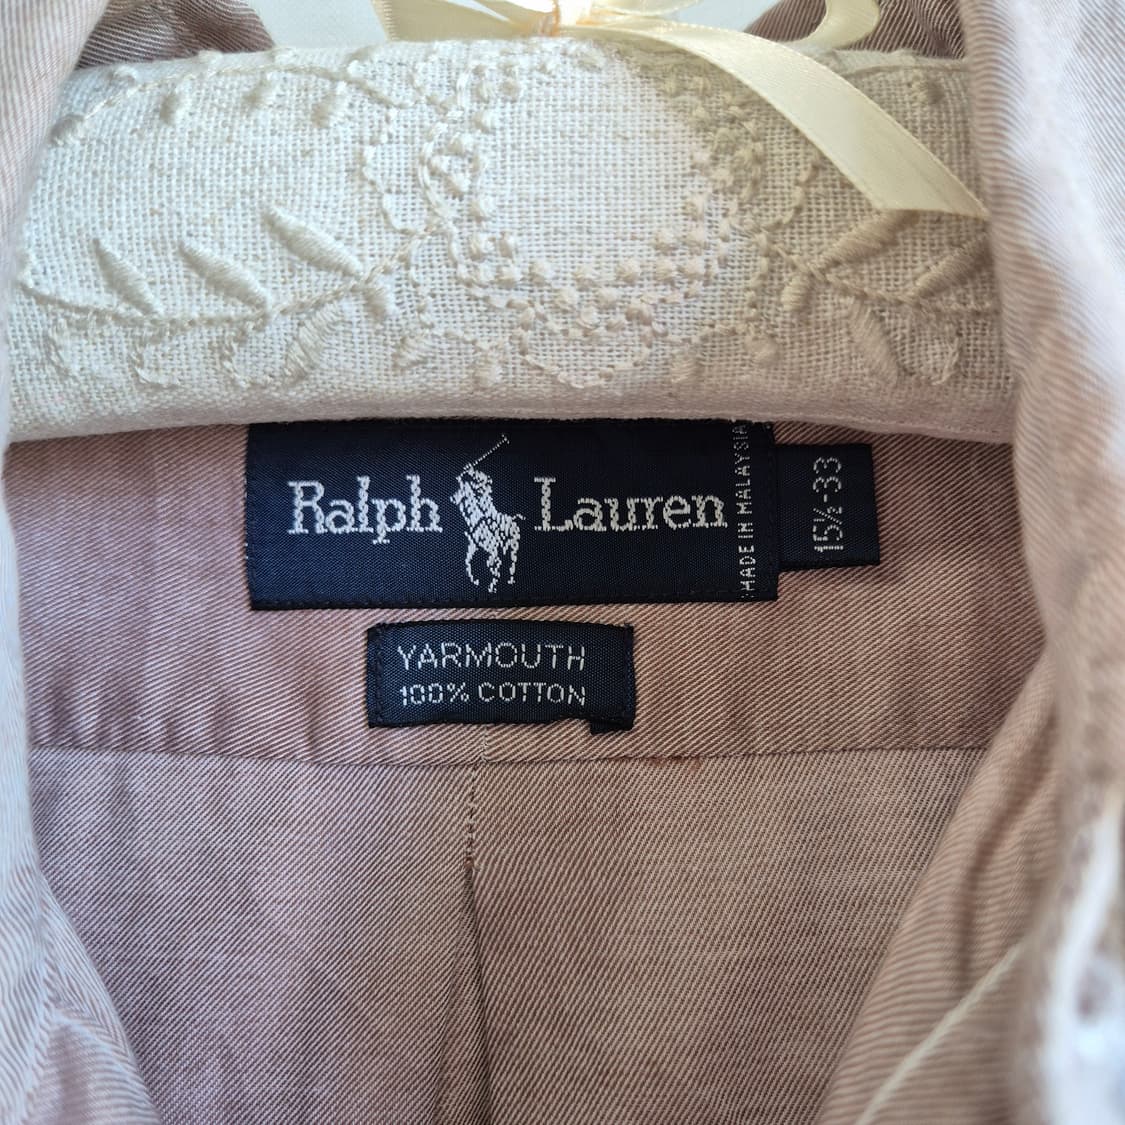 Ralph Lauren
MADE IN MALAYSIA
15½-33
YARMOUTH
100% COTTON